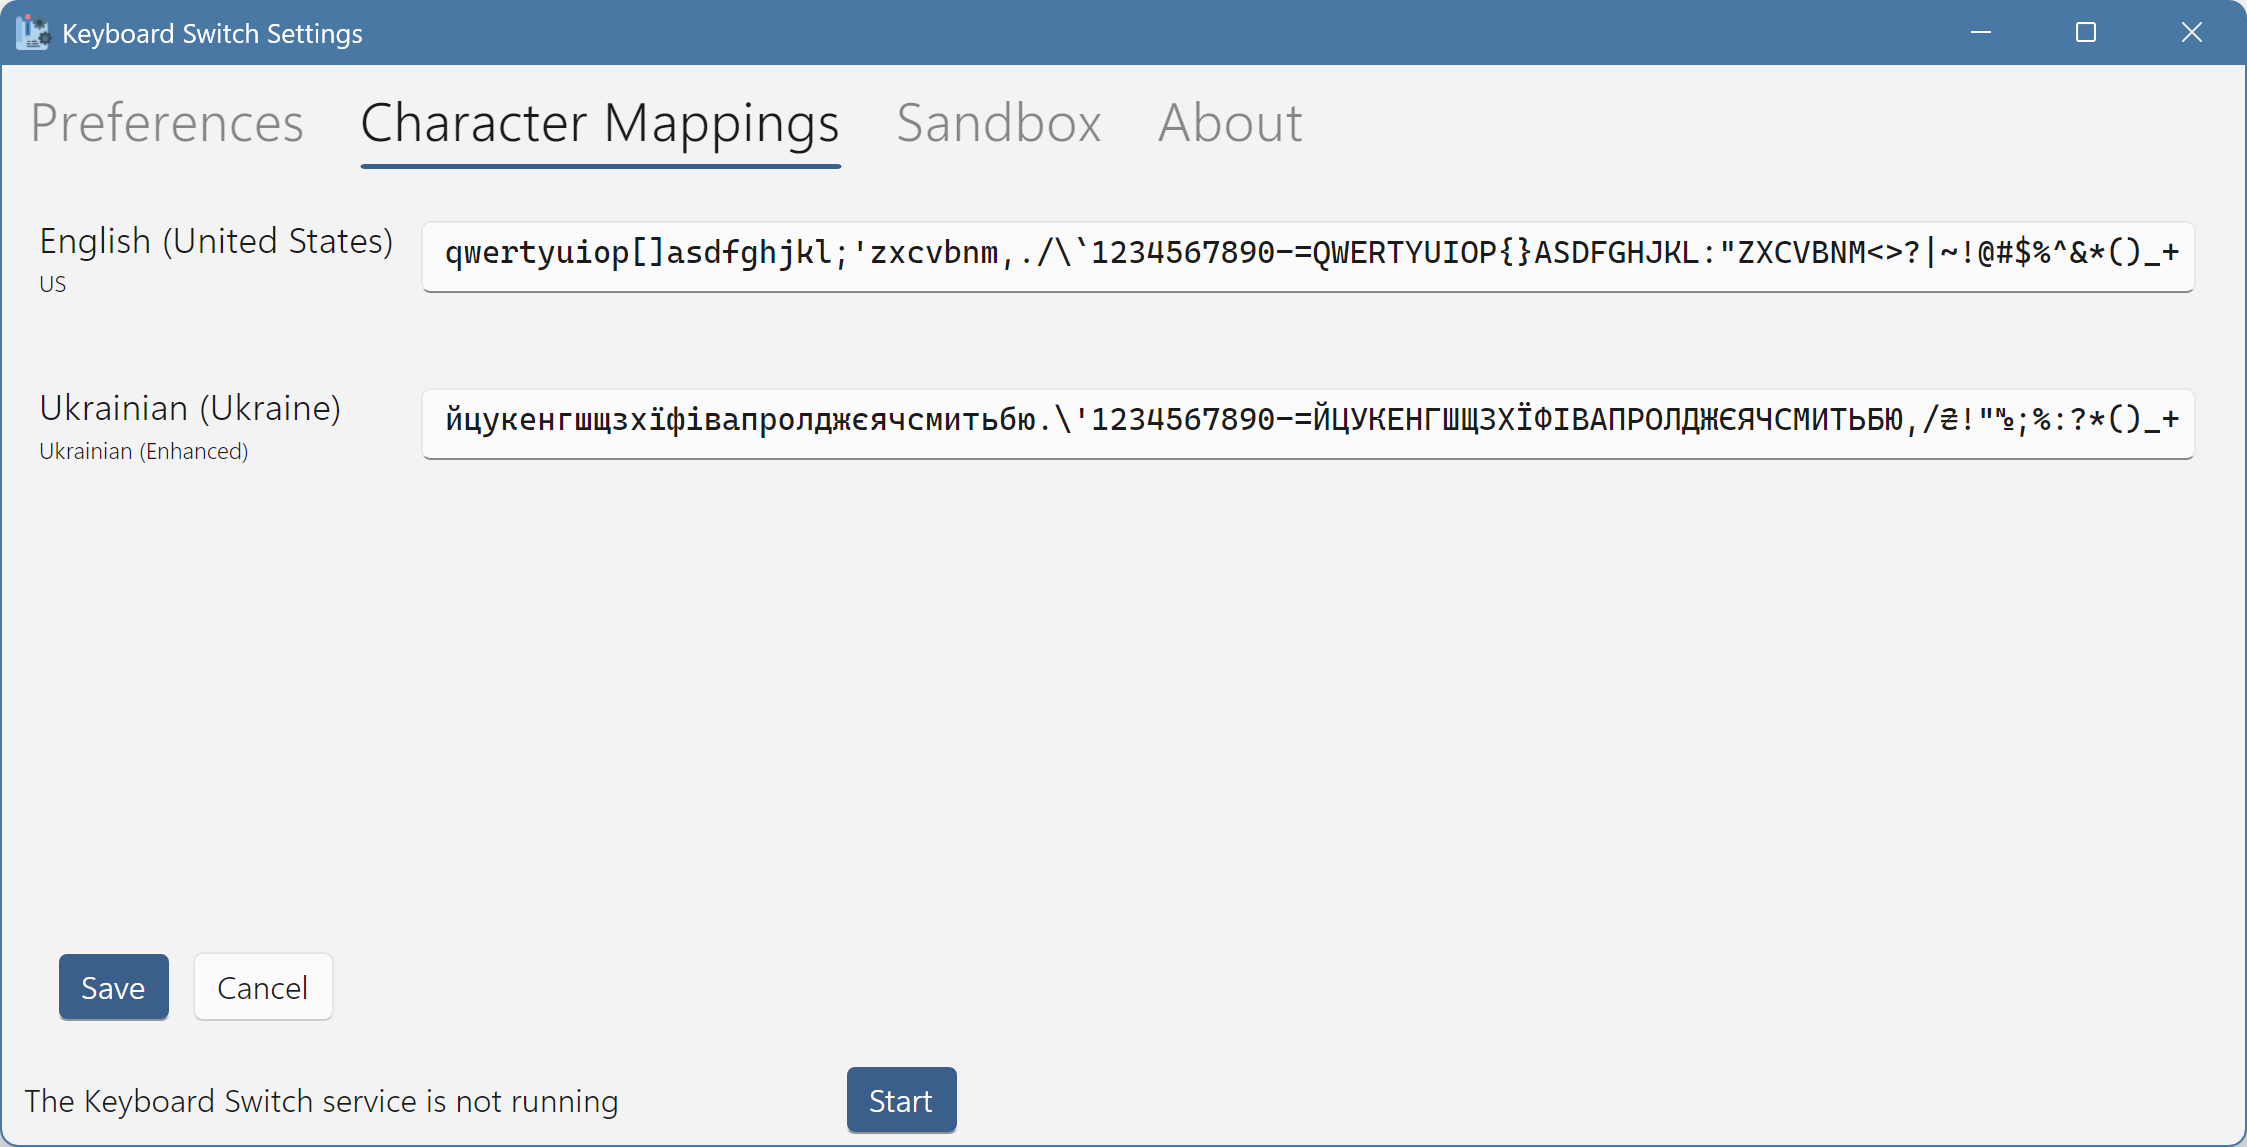 Keyboard Switch Settings
Preferences Character Mappings Sandbox About
English (United States)
qwertyuiop[]asdfghjkl;'zxcvbnm,./\`1234567890-=QWERTYUIOP{}ASDFGHJKL:"ZXCVBNM<>?|~!@#$%^&*()_+
US
Ukrainian (Ukraine)
йцукенгшщзхїфівапролджєячсмитьбю.\'1234567890-=ЙЦУКЕНГШЩЗХЇФІВАПРОЛДЖЄЯЧСМИТЬБЮ,/₴!"№;%:?*()_+
Ukrainian (Enhanced)
Save Cancel
The Keyboard Switch service is not running
Start